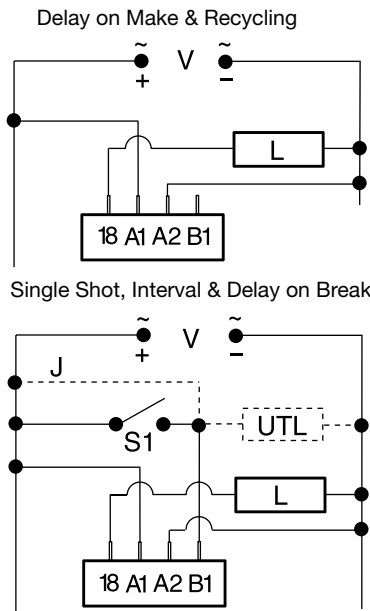 Delay on Make & Recycling
~ V ~
+ −
L
18 A1 A2 B1
Single Shot, Interval & Delay on Break
~ V ~
+ −
J
S1 UTL
L
18 A1 A2 B1